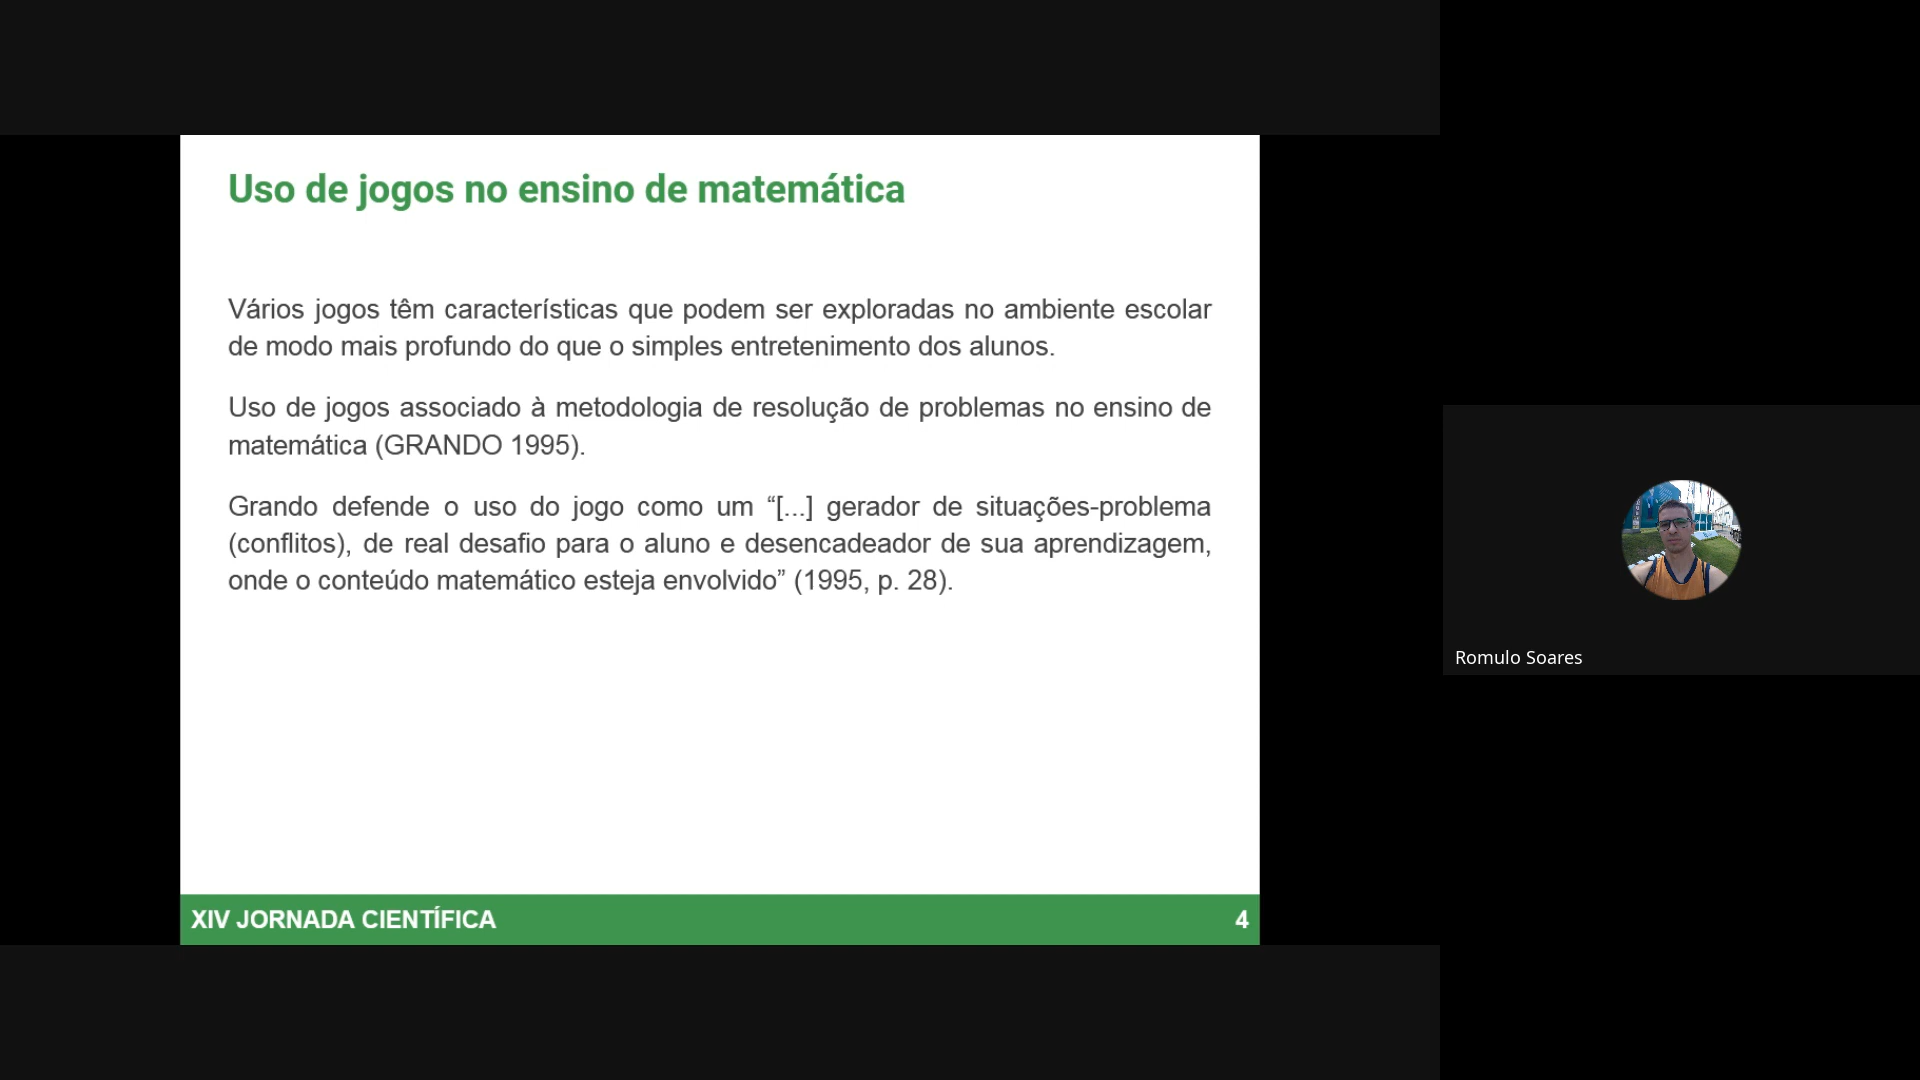 Uso de jogos no ensino de matemática
Vários jogos têm características que podem ser exploradas no ambiente escolar
de modo mais profundo do que o simples entretenimento dos alunos.
Uso de jogos associado à metodologia de resolução de problemas no ensino de
matemática (GRANDO 1995).
Grando defende o uso do jogo como um “[...] gerador de situações-problema
(conflitos), de real desafio para o aluno e desencadeador de sua aprendizagem,
onde o conteúdo matemático esteja envolvido” (1995, p. 28).
Romulo Soares
XIV JORNADA CIENTÍFICA 4